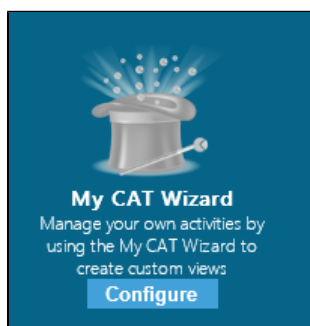 My CAT Wizard
Manage your own activities by
using the My CAT Wizard to
create custom views
Configure